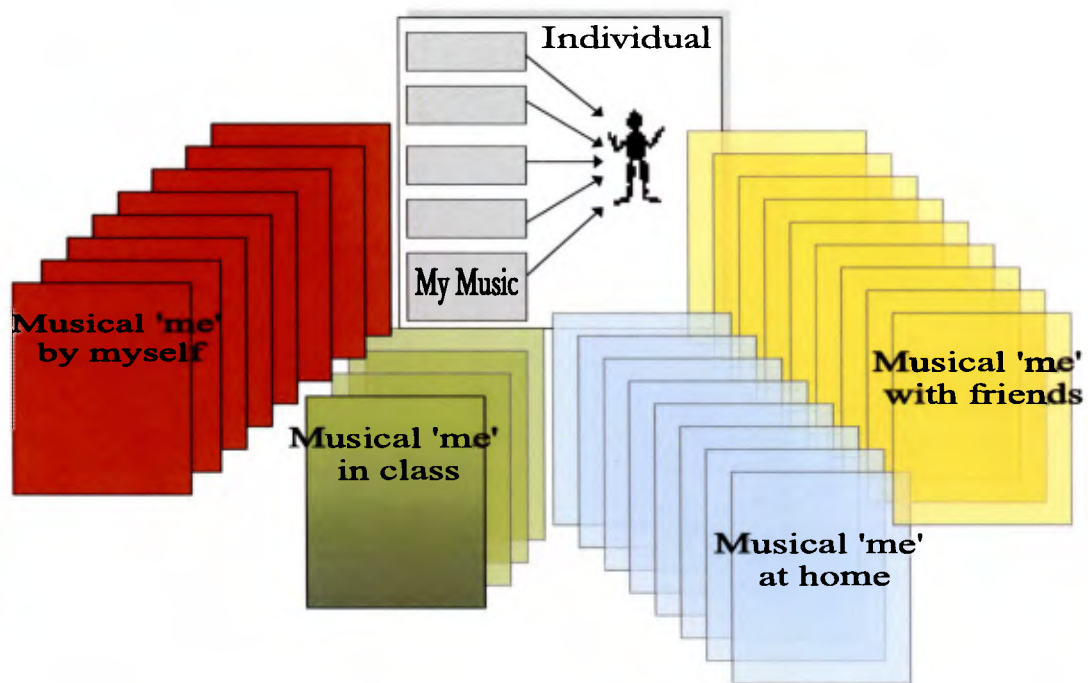 Individual
My Music
Musical 'me'
by myself
Musical 'me'
in class
Musical 'me'
with friends
Musical 'me'
at home